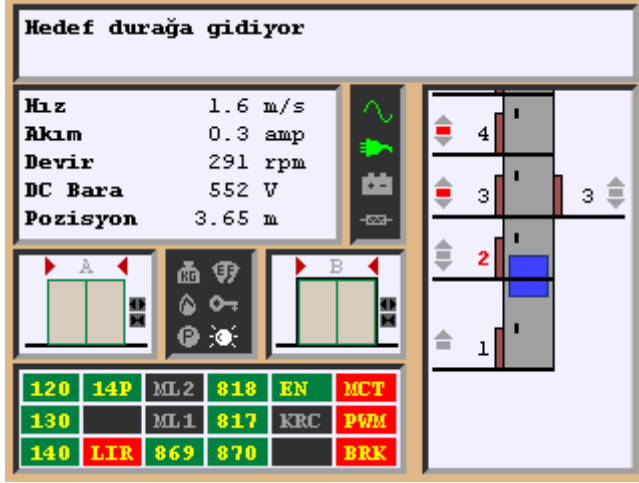 Hedef durağa gidiyor
Hız 1.6 m/s
Akım 0.3 amp
Devir 291 rpm
DC Bara 552 V
Pozisyon 3.65 m
4
3 3
2
1
A B
KG
P
120 14P ML2 818 EN MCT
130 ML1 817 KRC PWM
140 LIR 869 870 BRK